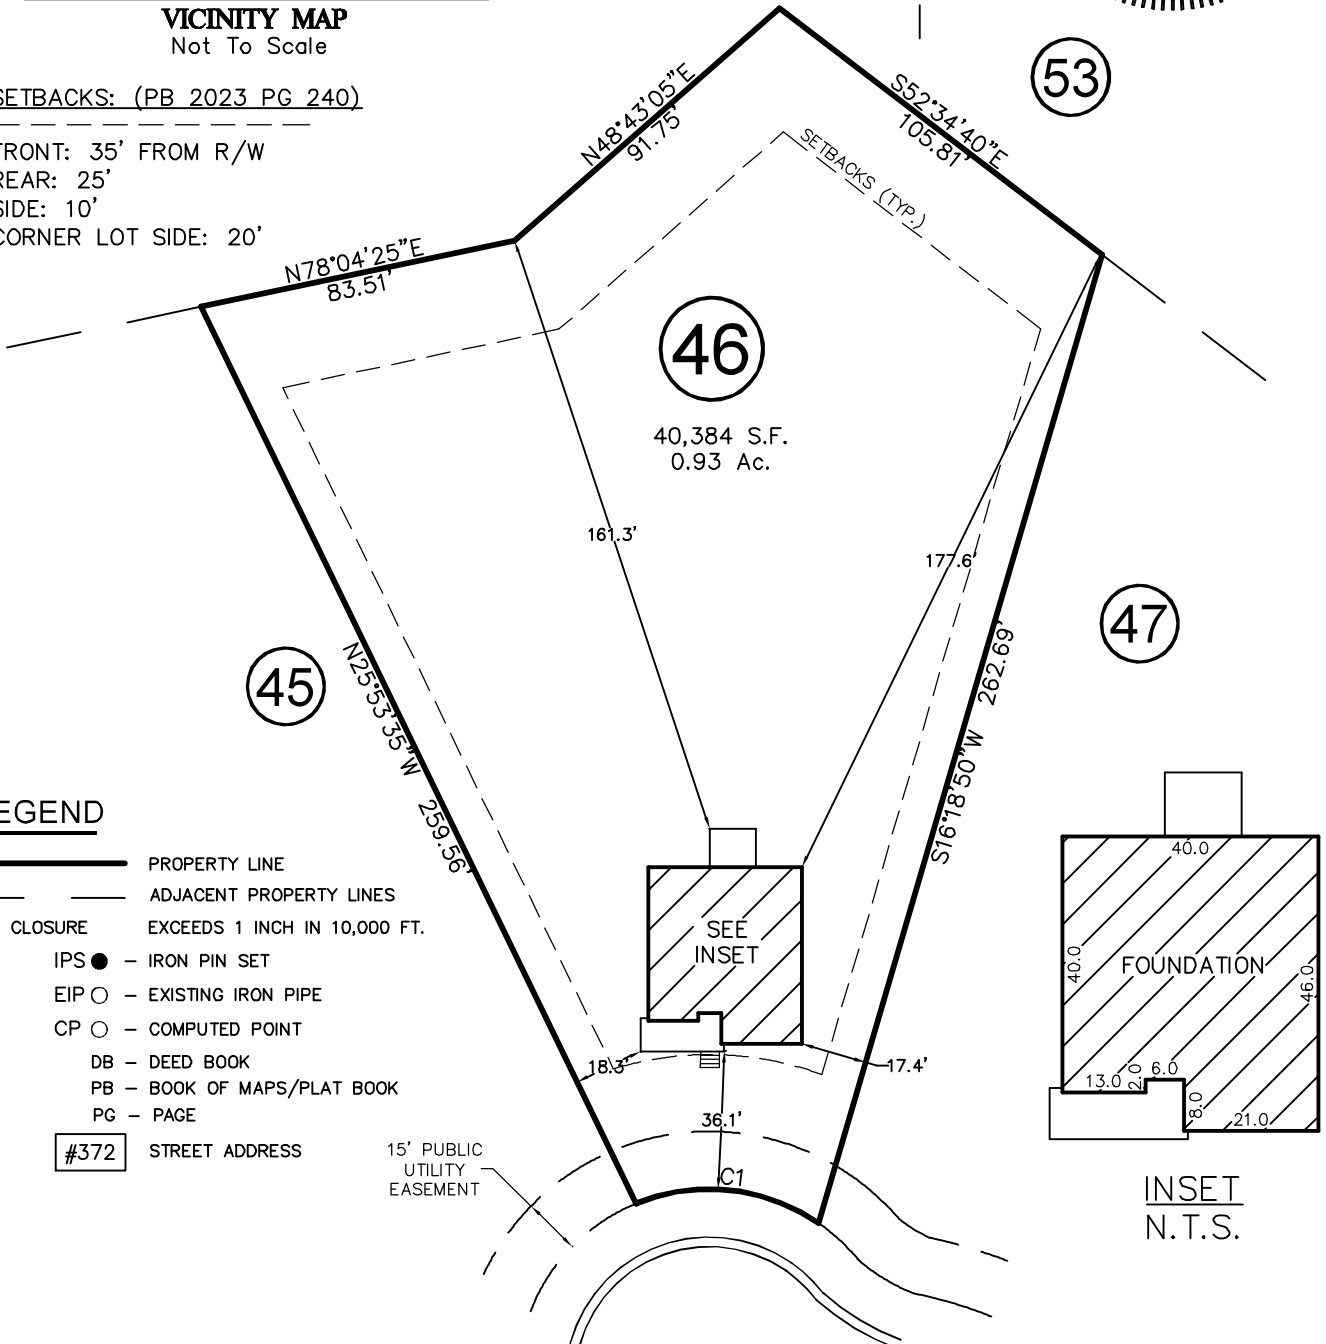 VICINITY MAP
Not To Scale
SETBACKS: (PB 2023 PG 240)
FRONT: 35' FROM R/W
REAR: 25'
SIDE: 10'
CORNER LOT SIDE: 20'
N78°04'25"E
83.51'
N48°43'05"E
91.75'
S52°34'40"E
105.81'
SETBACKS (TYP.)
53
46
40,384 S.F.
0.93 Ac.
161.3'
177.6'
45
47
N25°53'35"W 259.56'
S16°18'50"W 262.69'
SEE
INSET
18.3'
17.4'
36.1'
C1
15' PUBLIC
UTILITY
EASEMENT
EGEND
PROPERTY LINE
ADJACENT PROPERTY LINES
CLOSURE EXCEEDS 1 INCH IN 10,000 FT.
IPS ● – IRON PIN SET
EIP ○ – EXISTING IRON PIPE
CP ○ – COMPUTED POINT
DB – DEED BOOK
PB – BOOK OF MAPS/PLAT BOOK
PG – PAGE
#372 STREET ADDRESS
40.0
40.0
FOUNDATION
46.0
13.0
2.0
6.0
8.0
21.0
INSET
N.T.S.